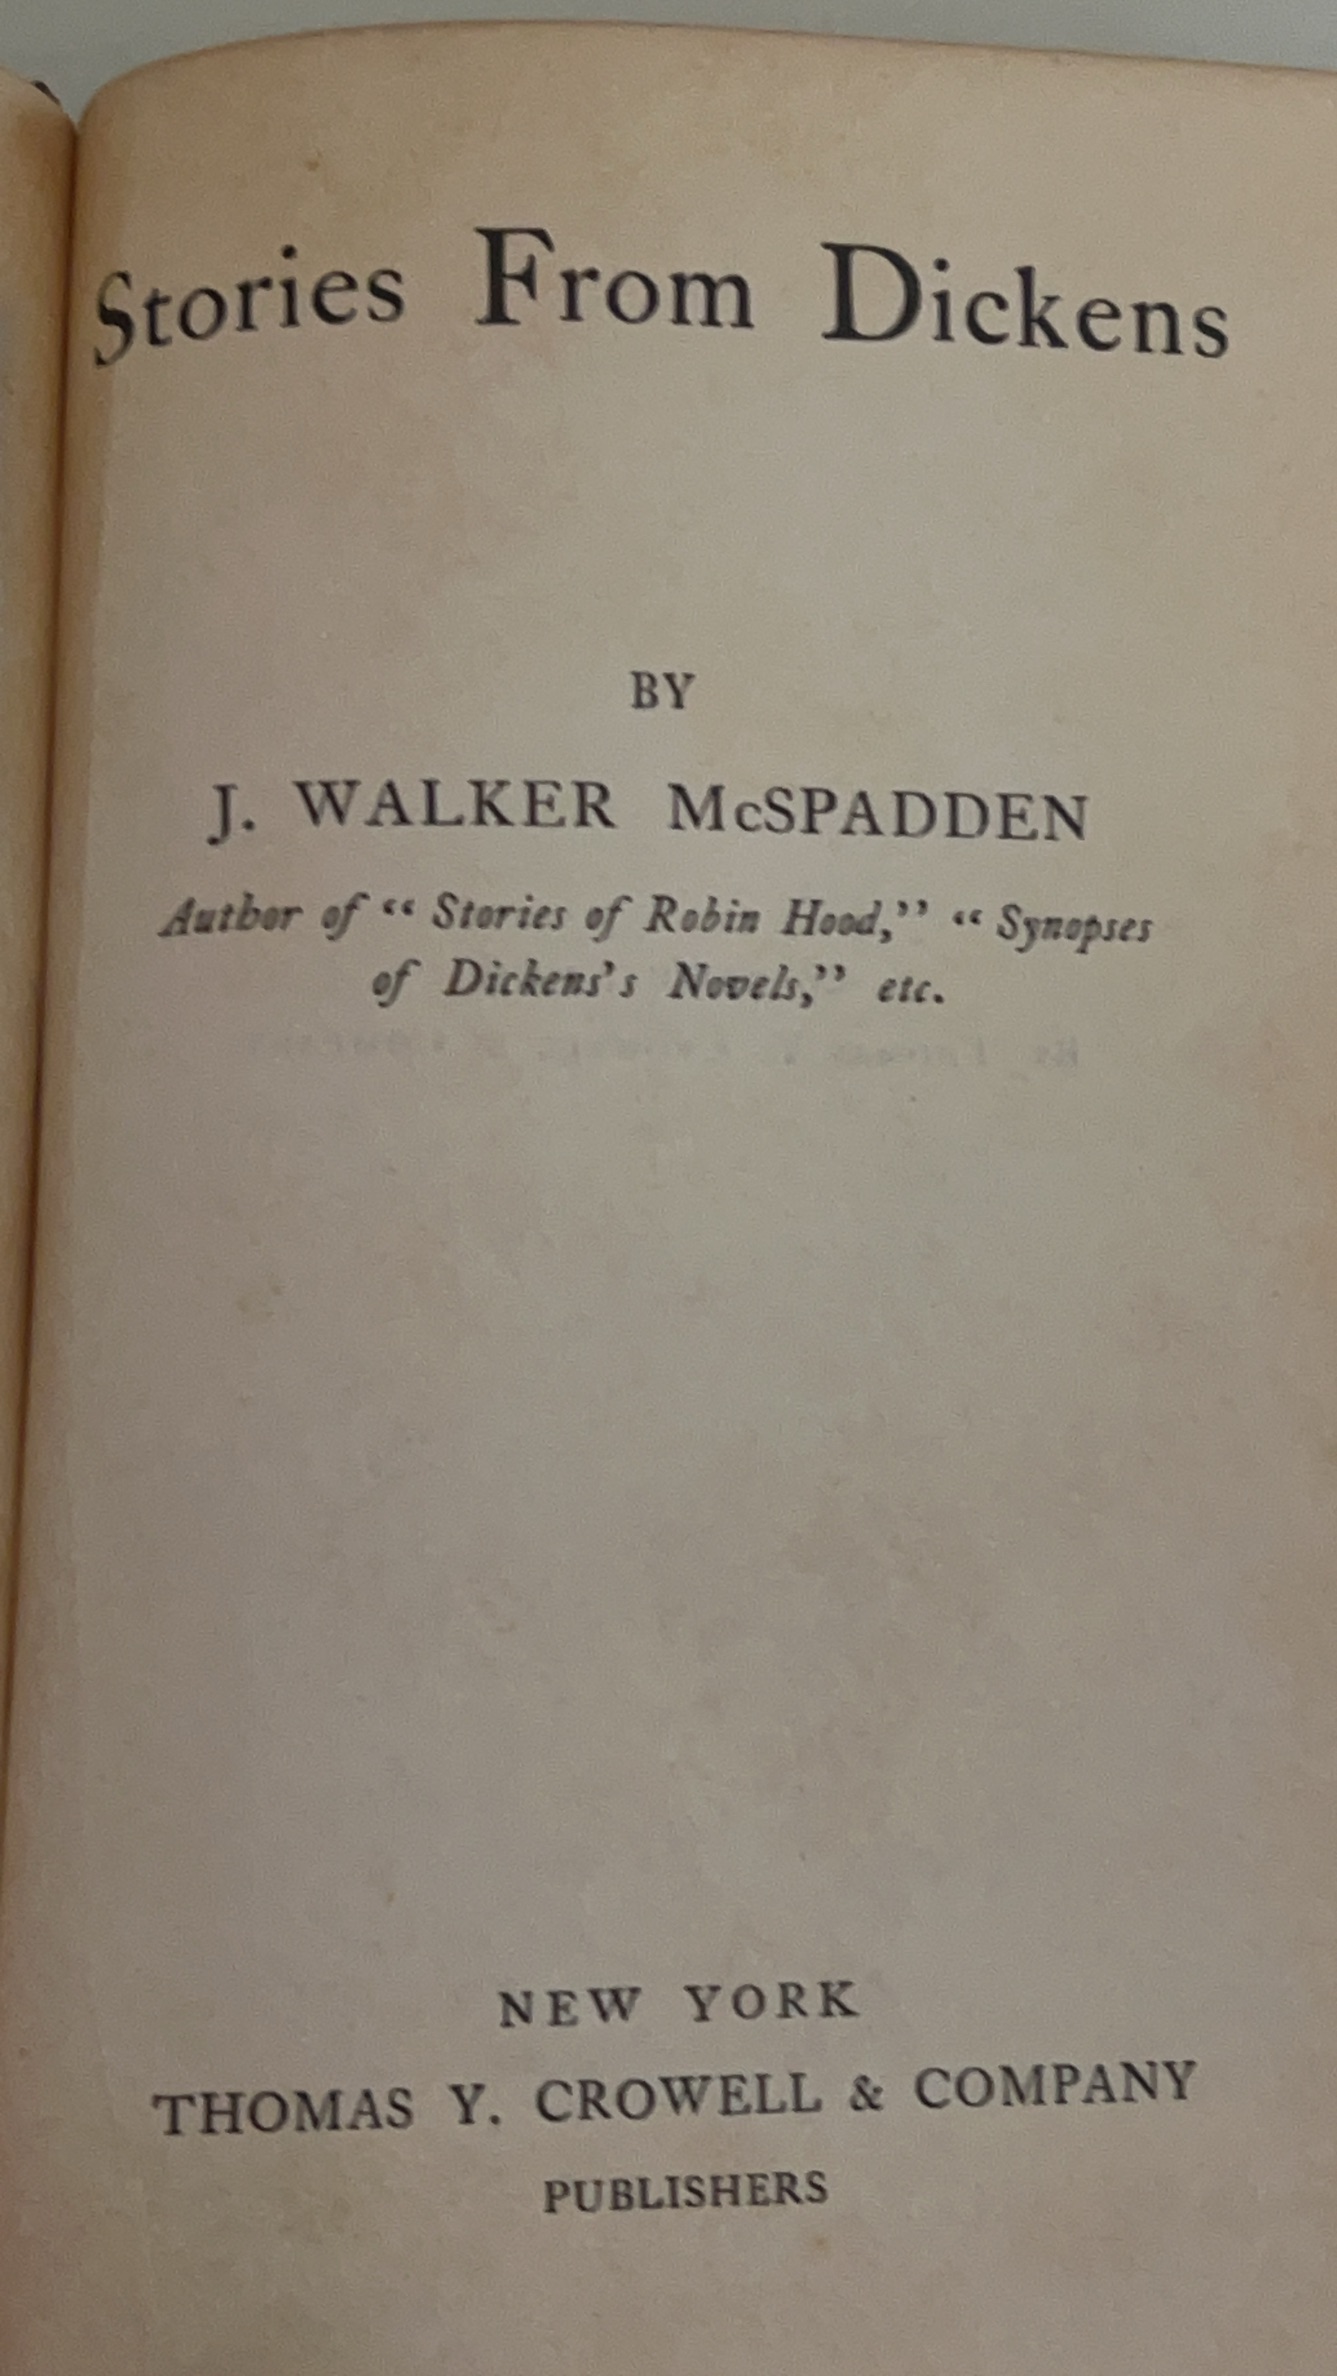 Stories From Dickens
BY
J. WALKER McSPADDEN
Author of “ Stories of Robin Hood,” “ Synopses
of Dickens's Novels,” etc.
NEW YORK
THOMAS Y. CROWELL & COMPANY
PUBLISHERS